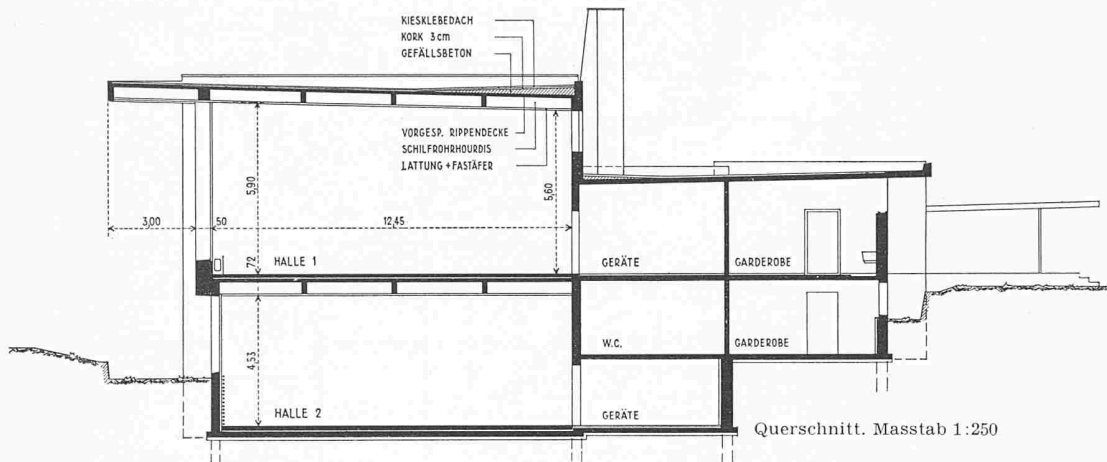 KIESKLEBEDACH
KORK 3cm
GEFÄLLSBETON
VORGESP. RIPPENDECKE
SCHILFROHRHOURDIS
LATTUNG + FASTÄFER
5,90
5,60
3,00
50
12,45
72
HALLE 1
GERÄTE
GARDEROBE
4,53
W.C.
GARDEROBE
HALLE 2
GERÄTE
Querschnitt. Masstab 1:250